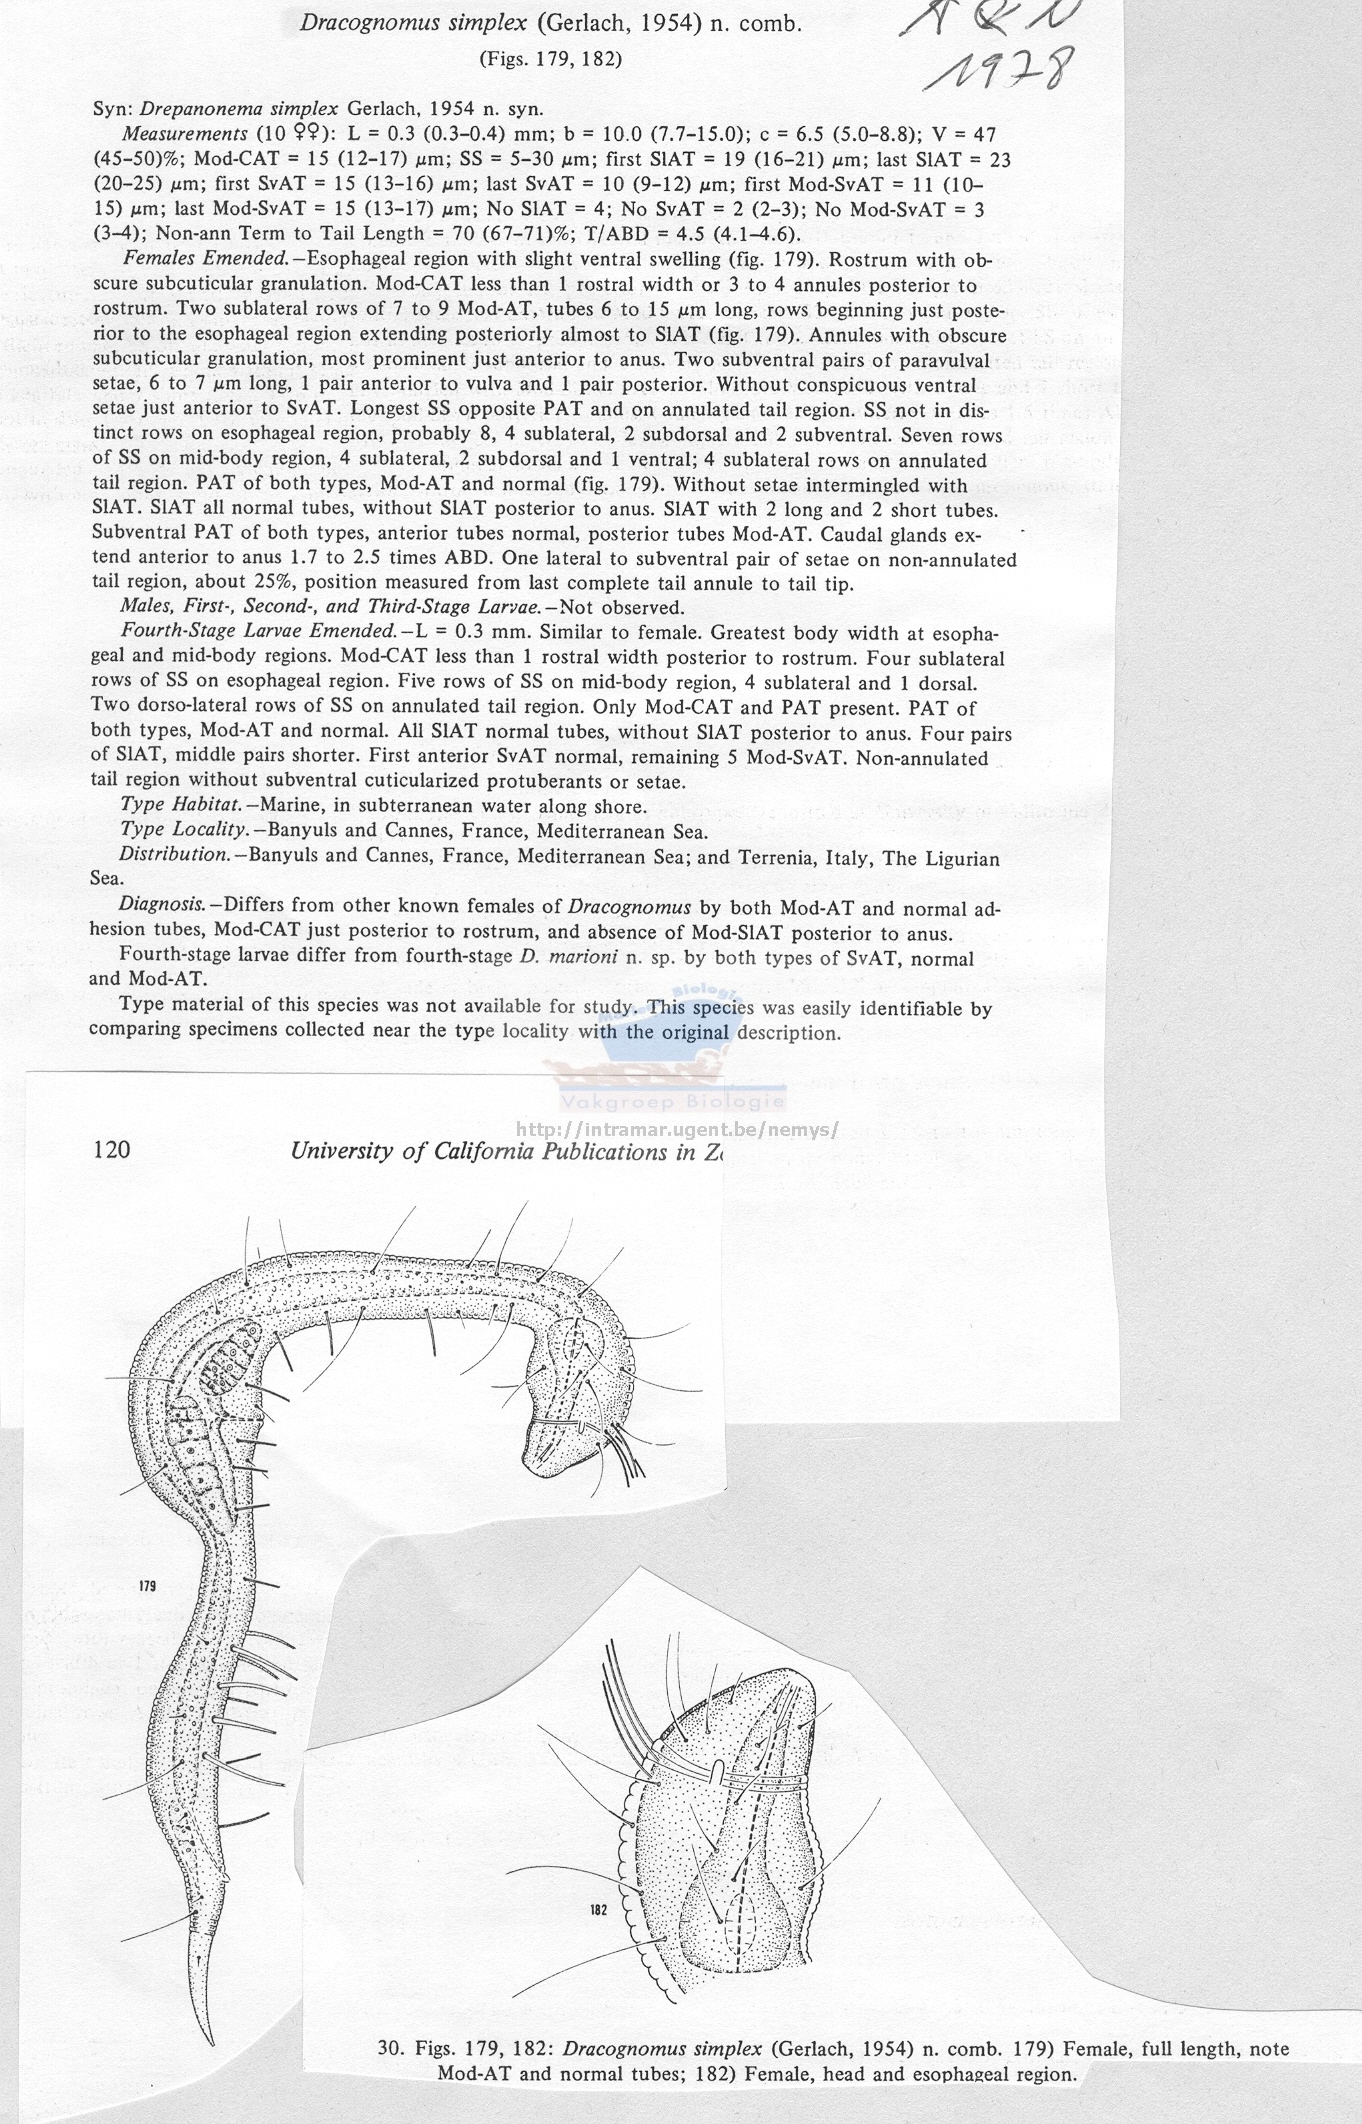 Dracognomus simplex (Gerlach, 1954) n. comb.
(Figs. 179, 182)
1978
Syn: Drepanonema simplex Gerlach, 1954 n. syn.
Measurements (10 ♀♀): L = 0.3 (0.3–0.4) mm; b = 10.0 (7.7–15.0); c = 6.5 (5.0–8.8); V = 47
(45–50)%; Mod-CAT = 15 (12–17) μm; SS = 5–30 μm; first SlAT = 19 (16–21) μm; last SlAT = 23
(20–25) μm; first SvAT = 15 (13–16) μm; last SvAT = 10 (9–12) μm; first Mod-SvAT = 11 (10–
15) μm; last Mod-SvAT = 15 (13–17) μm; No SlAT = 4; No SvAT = 2 (2–3); No Mod-SvAT = 3
(3–4); Non-ann Term to Tail Length = 70 (67–71)%; T/ABD = 4.5 (4.1–4.6).
Females Emended.—Esophageal region with slight ventral swelling (fig. 179). Rostrum with ob-
scure subcuticular granulation. Mod-CAT less than 1 rostral width or 3 to 4 annules posterior to
rostrum. Two sublateral rows of 7 to 9 Mod-AT, tubes 6 to 15 μm long, rows beginning just poste-
rior to the esophageal region extending posteriorly almost to SlAT (fig. 179). Annules with obscure
subcuticular granulation, most prominent just anterior to anus. Two subventral pairs of paravulval
setae, 6 to 7 μm long, 1 pair anterior to vulva and 1 pair posterior. Without conspicuous ventral
setae just anterior to SvAT. Longest SS opposite PAT and on annulated tail region. SS not in dis-
tinct rows on esophageal region, probably 8, 4 sublateral, 2 subdorsal and 2 subventral. Seven rows
of SS on mid-body region, 4 sublateral, 2 subdorsal and 1 ventral; 4 sublateral rows on annulated
tail region. PAT of both types, Mod-AT and normal (fig. 179). Without setae intermingled with
SlAT. SlAT all normal tubes, without SlAT posterior to anus. SlAT with 2 long and 2 short tubes.
Subventral PAT of both types, anterior tubes normal, posterior tubes Mod-AT. Caudal glands ex-
tend anterior to anus 1.7 to 2.5 times ABD. One lateral to subventral pair of setae on non-annulated
tail region, about 25%, position measured from last complete tail annule to tail tip.
Males, First-, Second-, and Third-Stage Larvae.—Not observed.
Fourth-Stage Larvae Emended.—L = 0.3 mm. Similar to female. Greatest body width at esopha-
geal and mid-body regions. Mod-CAT less than 1 rostral width posterior to rostrum. Four sublateral
rows of SS on esophageal region. Five rows of SS on mid-body region, 4 sublateral and 1 dorsal.
Two dorso-lateral rows of SS on annulated tail region. Only Mod-CAT and PAT present. PAT of
both types, Mod-AT and normal. All SlAT normal tubes, without SlAT posterior to anus. Four pairs
of SlAT, middle pairs shorter. First anterior SvAT normal, remaining 5 Mod-SvAT. Non-annulated
tail region without subventral cuticularized protuberants or setae.
Type Habitat.—Marine, in subterranean water along shore.
Type Locality.—Banyuls and Cannes, France, Mediterranean Sea.
Distribution.—Banyuls and Cannes, France, Mediterranean Sea; and Terrenia, Italy, The Ligurian
Sea.
Diagnosis.—Differs from other known females of Dracognomus by both Mod-AT and normal ad-
hesion tubes, Mod-CAT just posterior to rostrum, and absence of Mod-SlAT posterior to anus.
Fourth-stage larvae differ from fourth-stage D. marioni n. sp. by both types of SvAT, normal
and Mod-AT.
Type material of this species was not available for study. This species was easily identifiable by
comparing specimens collected near the type locality with the original description.
Biologie
Vakgroep Biologie
http://intramar.ugent.be/nemys/
120 University of California Publications in
179
182
30. Figs. 179, 182: Dracognomus simplex (Gerlach, 1954) n. comb. 179) Female, full length, note
Mod-AT and normal tubes; 182) Female, head and esophageal region.